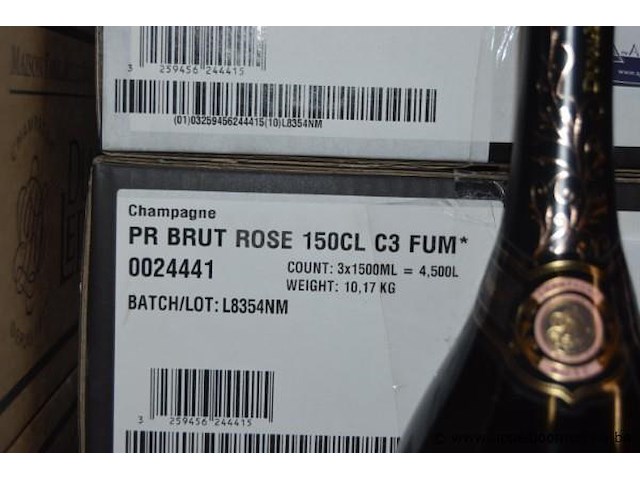 3 259456 244415
(01)03259456244415(10)L8354NM
Champagne
PR BRUT ROSE 150CL C3 FUM*
0024441
COUNT: 3x1500ML = 4,500L
WEIGHT: 10,17 KG
BATCH/LOT: L8354NM
3 259456 244415